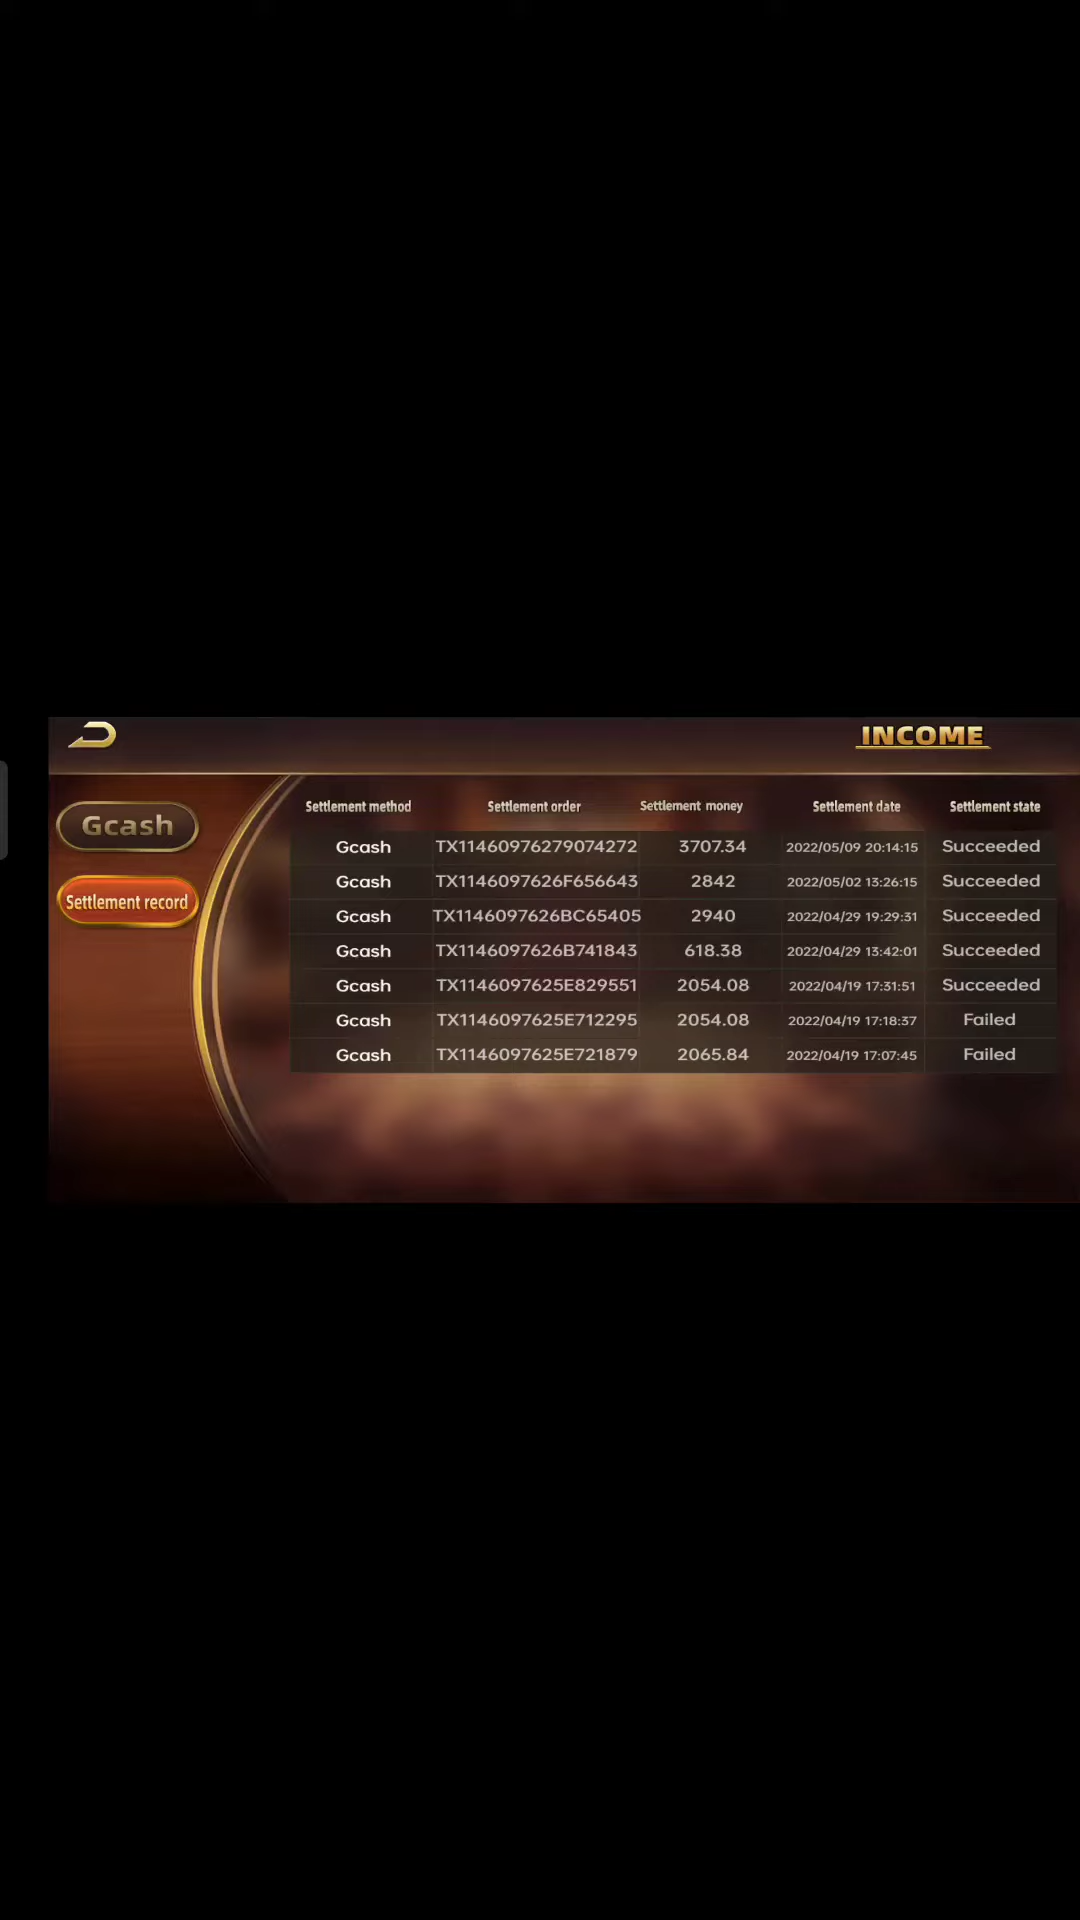 INCOME
Gcash
Settlement record
Settlement method Settlement order Settlement money Settlement date Settlement state
Gcash TX11460976279074272 3707.34 2022/05/09 20:14:15 Succeeded
Gcash TX1146097626F656643 2842 2022/05/02 13:26:15 Succeeded
Gcash TX1146097626BC65405 2940 2022/04/29 19:29:31 Succeeded
Gcash TX1146097626B741843 618.38 2022/04/29 13:42:01 Succeeded
Gcash TX1146097625E829551 2054.08 2022/04/19 17:31:51 Succeeded
Gcash TX1146097625E712295 2054.08 2022/04/19 17:18:37 Failed
Gcash TX1146097625E721879 2065.84 2022/04/19 17:07:45 Failed